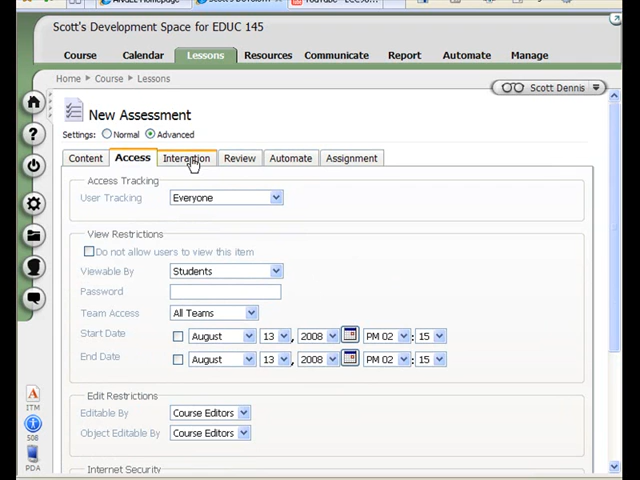 Scott's Development Space for EDUC 145
Course Calendar Lessons Resources Communicate Report Automate Manage
Home > Course > Lessons
Scott Dennis
New Assessment
Settings: Normal Advanced
Content Access Interaction Review Automate Assignment
Access Tracking
User Tracking Everyone
View Restrictions
Do not allow users to view this item
Viewable By Students
Password
Team Access All Teams
Start Date August 13 , 2008 PM 02 : 15
End Date August 13 , 2008 PM 02 : 15
Edit Restrictions
Editable By Course Editors
Object Editable By Course Editors
Internet Security
ITM
508
PDA